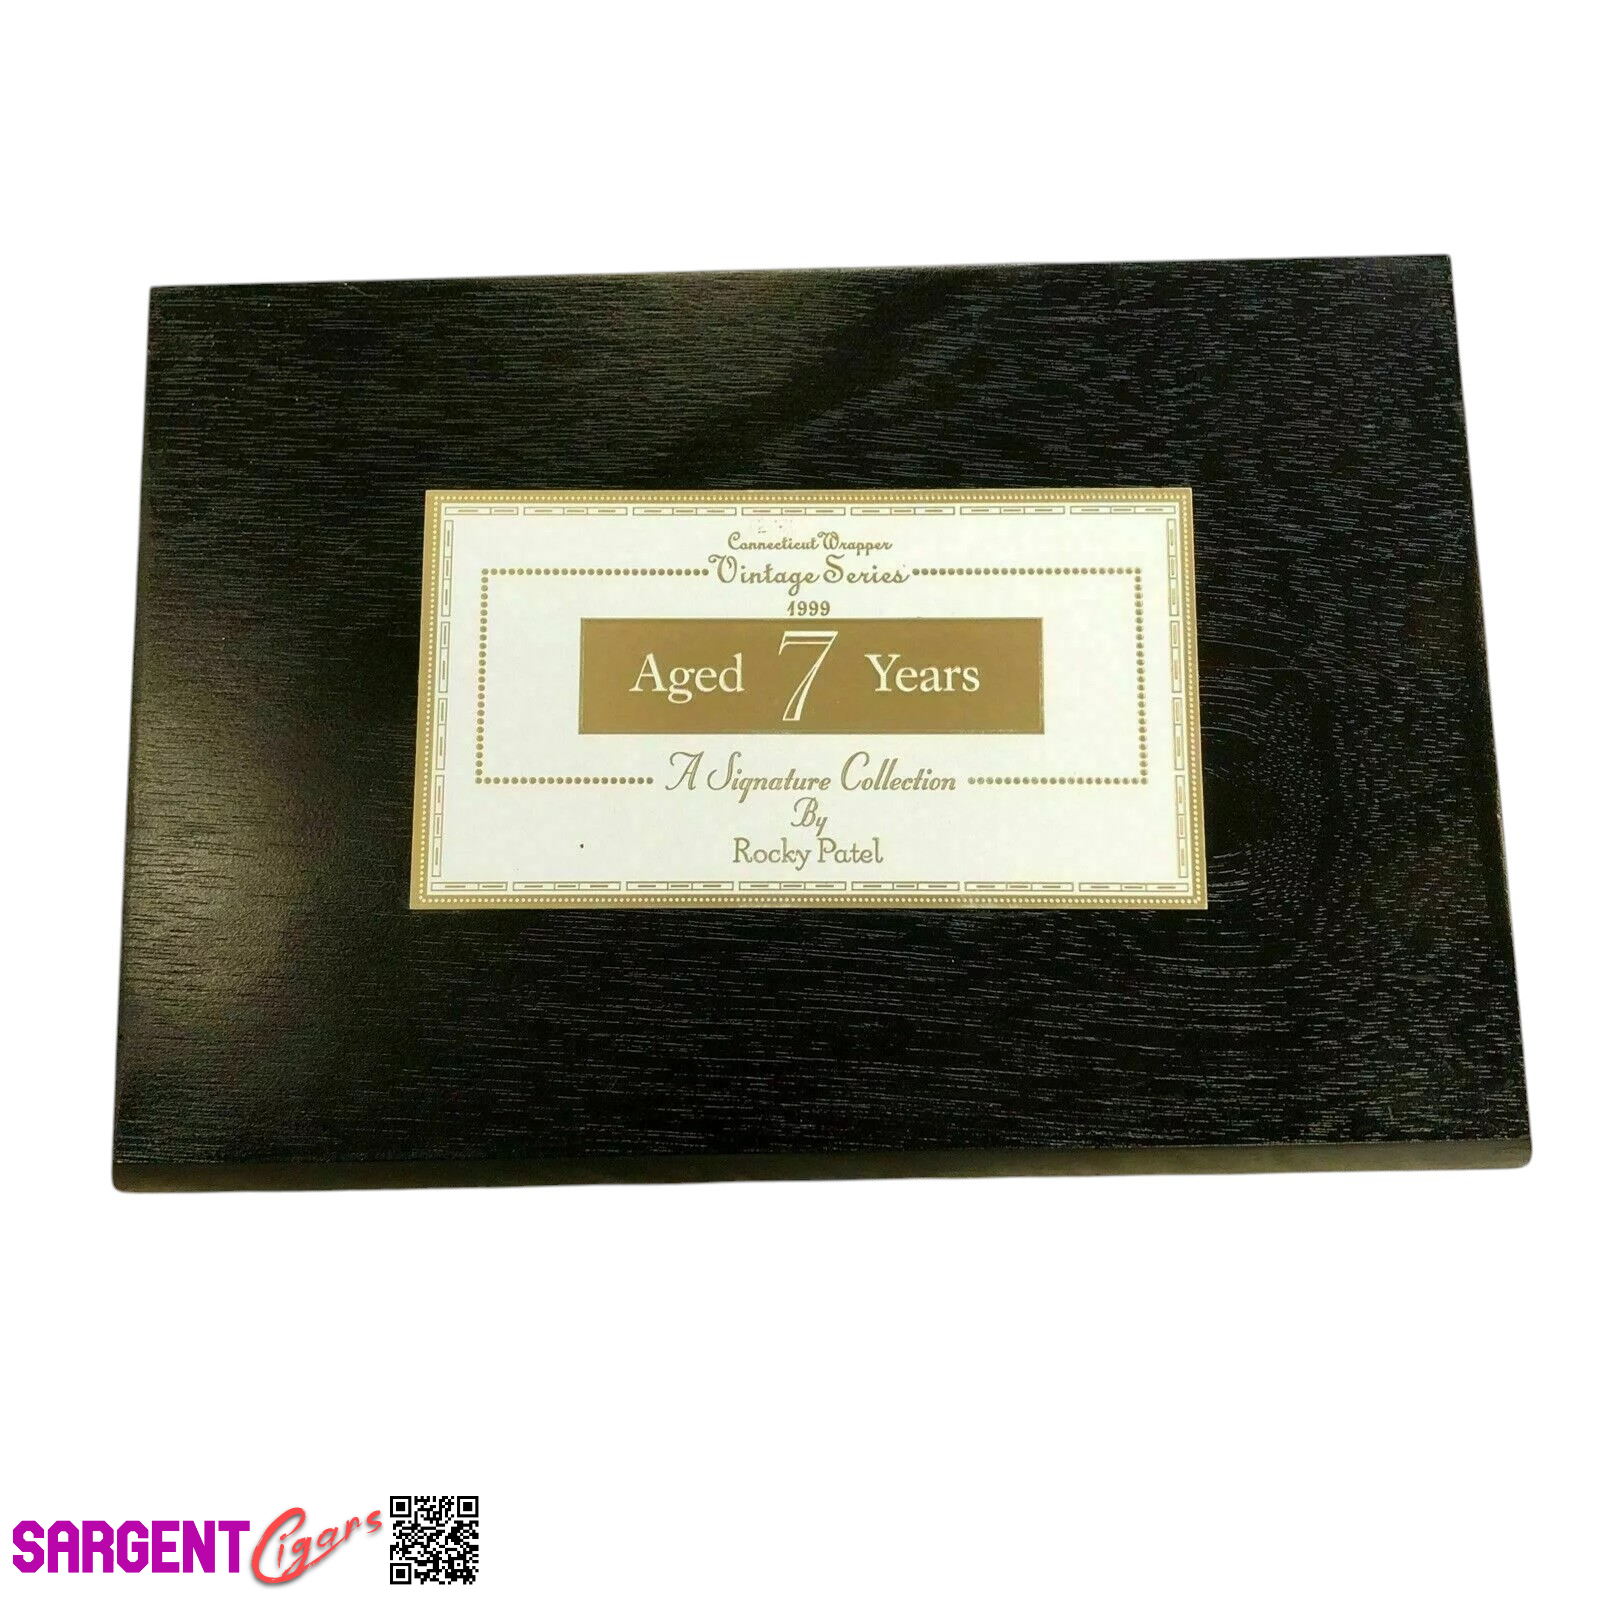 Connecticut Wrapper
Vintage Series
1999
Aged 7 Years
A Signature Collection
By
Rocky Patel
SARGENT Cigars